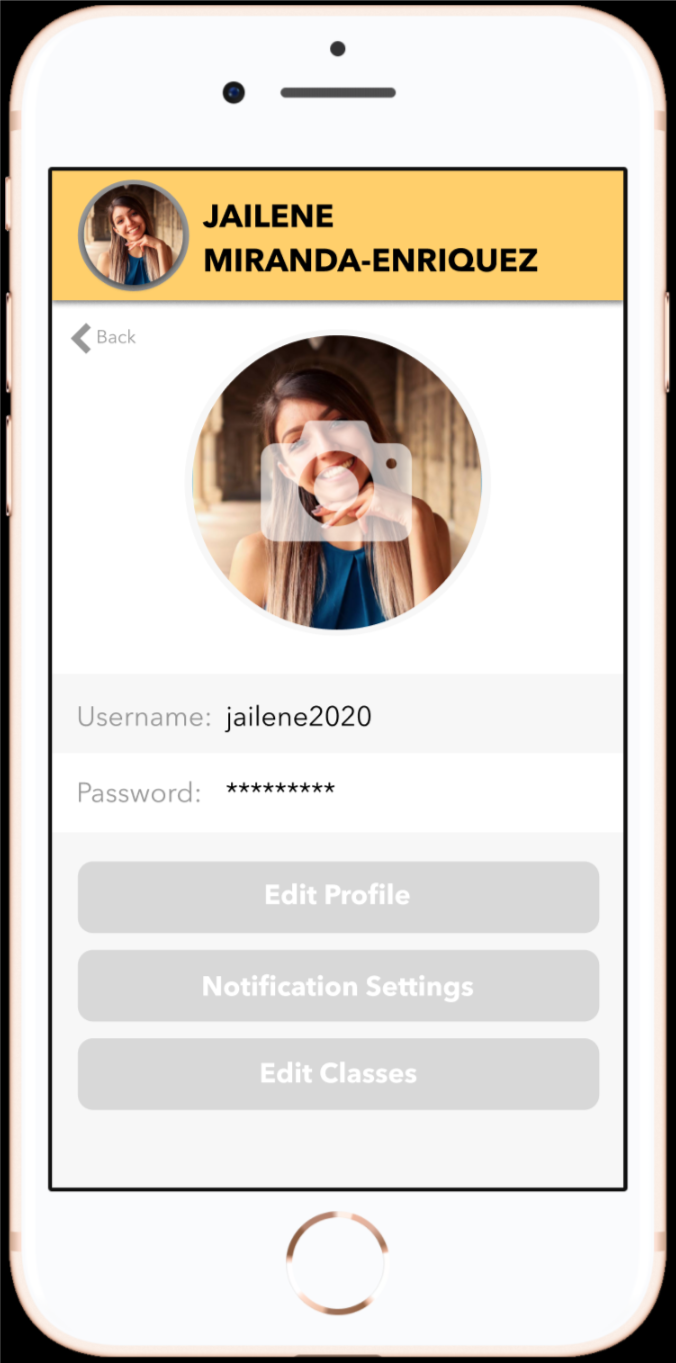 JAILENE
MIRANDA-ENRIQUEZ
Back
Username: jailene2020
Password: *********
Edit Profile
Notification Settings
Edit Classes